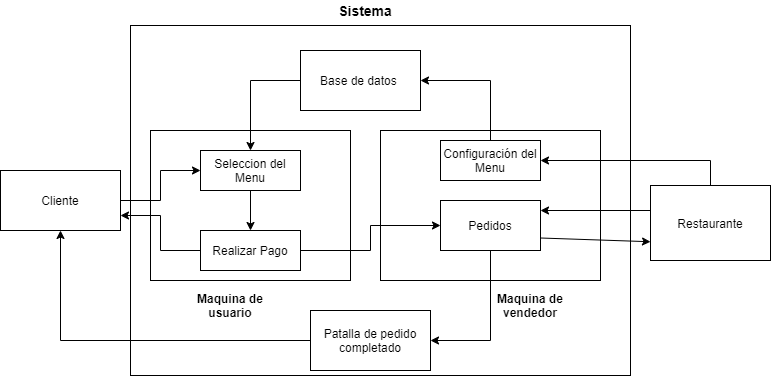 Sistema
Base de datos
Seleccion del
Menu
Configuración del
Menu
Cliente
Restaurante
Pedidos
Realizar Pago
Maquina de
usuario
Maquina de
vendedor
Patalla de pedido
completado